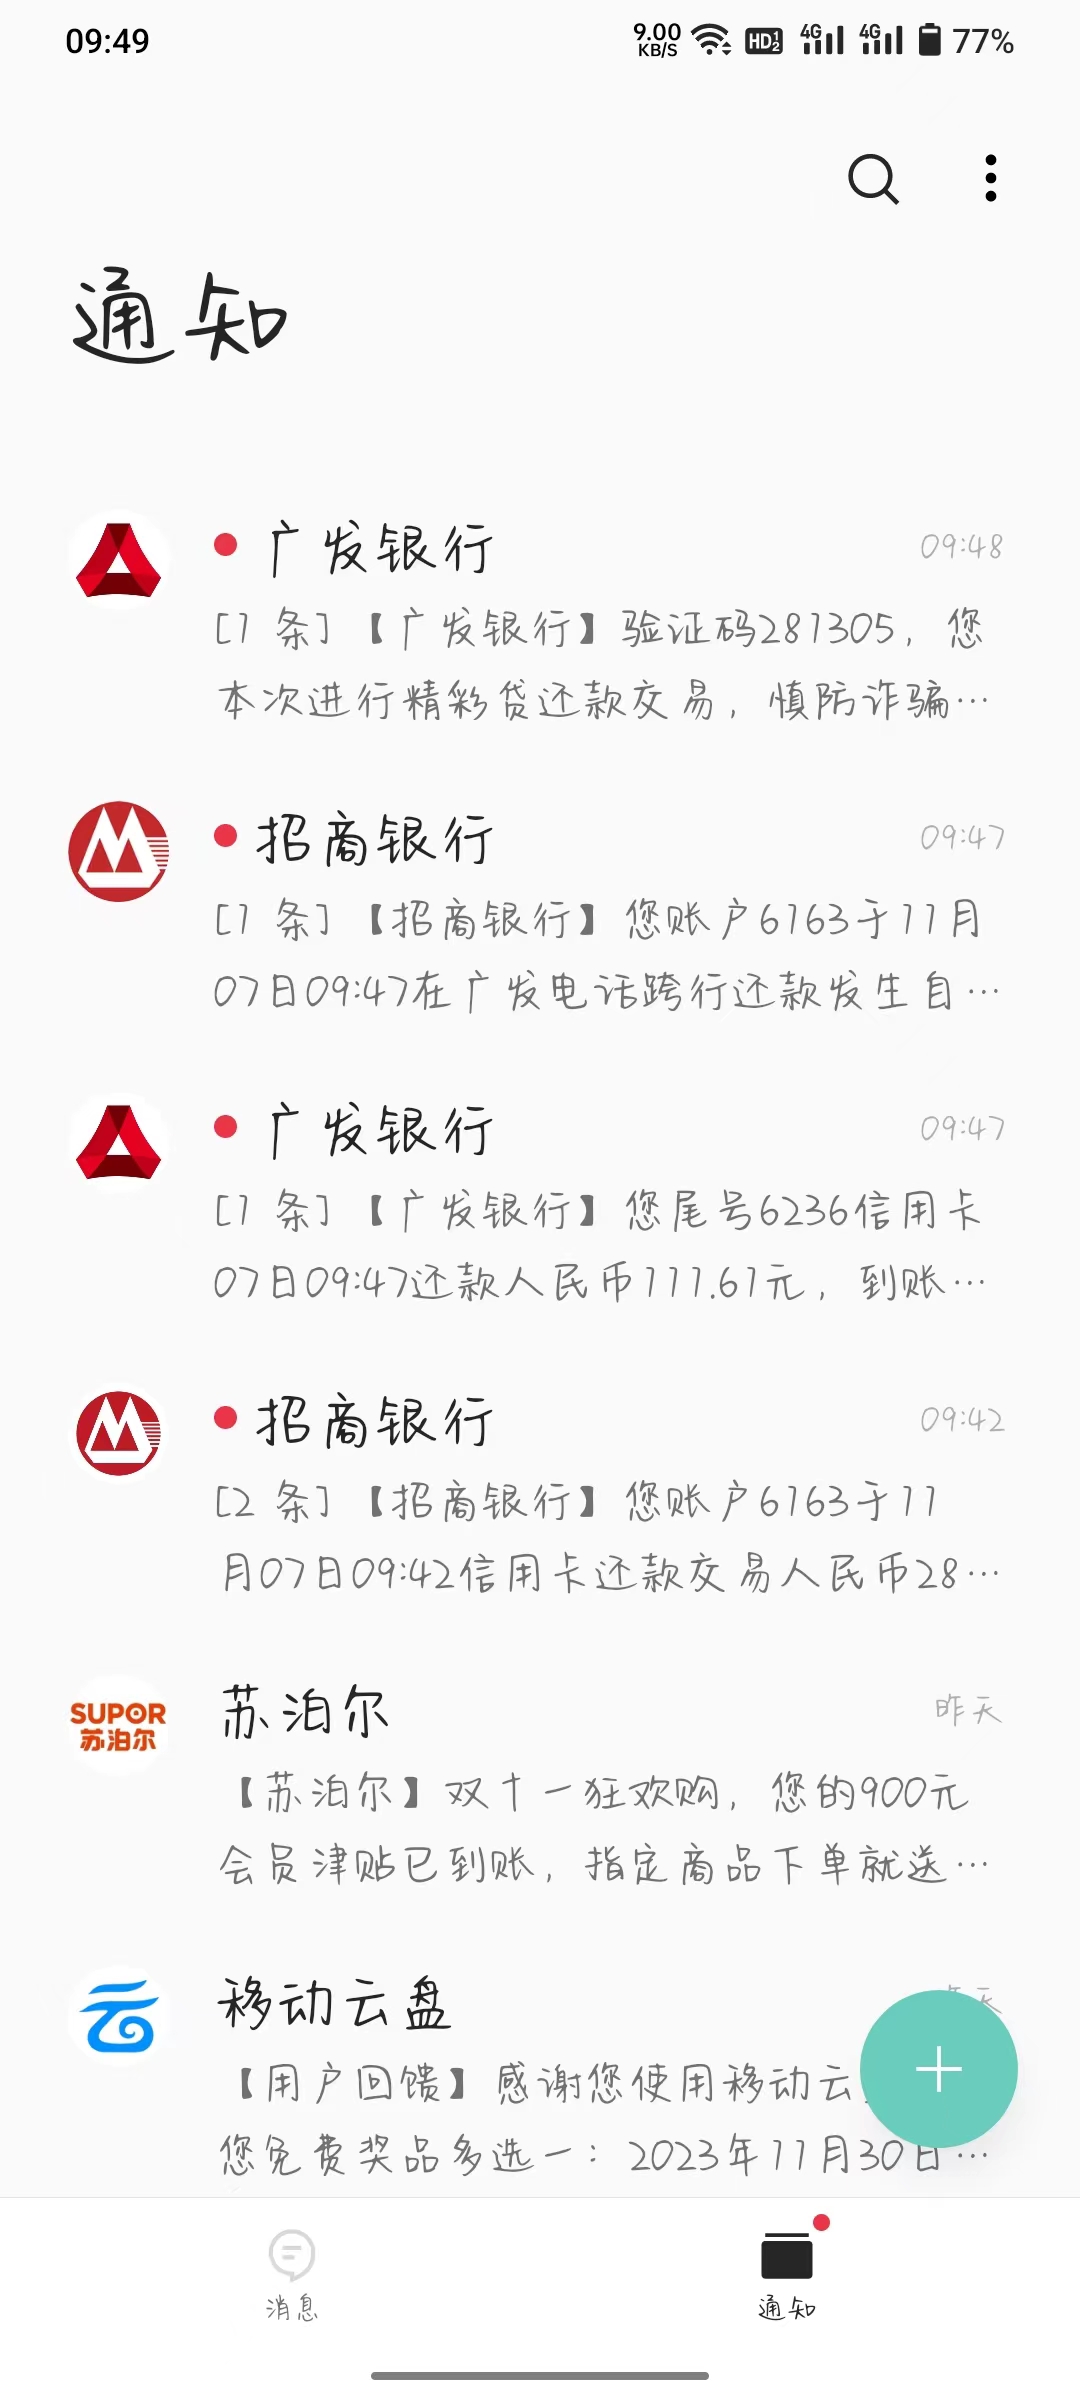 09:49
9.00 KB/S HD 1 2 4G 4G 77%
通知
广发银行 09:48
[1 条]【广发银行】验证码281305，您
本次进行精彩贷还款交易，慎防诈骗…
招商银行 09:47
[1 条]【招商银行】您账户6163于11月
07日09:47在广发电话跨行还款发生自…
广发银行 09:47
[1 条]【广发银行】您尾号6236信用卡
07日09:47还款人民币111.61元，到账…
招商银行 09:42
[2 条]【招商银行】您账户6163于11
月07日09:42信用卡还款交易人民币28…
SUPOR
苏泊尔
苏泊尔 昨天
【苏泊尔】双十一狂欢购，您的900元
会员津贴已到账，指定商品下单就送…
移动云盘 昨天
【用户回馈】感谢您使用移动云
您免费奖品多选一：2023年11月30日…
消息 通知